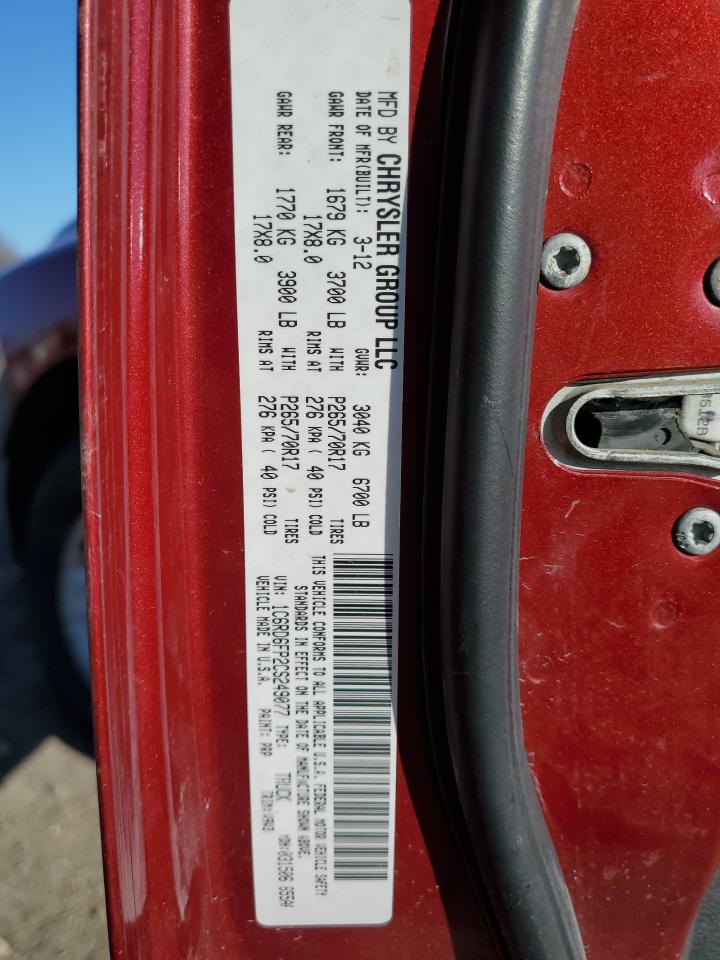 MFD BY CHRYSLER GROUP LLC
DATE OF MFR(BUILT): 3-12 GVWR: 3040 KG 6700 LB
GAWR FRONT: 1679 KG 3700 LB WITH P265/70R17 TIRES
17X8.0 RIMS AT 276 KPA ( 40 PSI) COLD
GAWR REAR: 1770 KG 3900 LB WITH P265/70R17 TIRES
17X8.0 RIMS AT 276 KPA ( 40 PSI) COLD
THIS VEHICLE CONFORMS TO ALL APPLICABLE U.S.A. FEDERAL MOTOR VEHICLE SAFETY
STANDARDS IN EFFECT ON THE DATE OF MANUFACTURE SHOWN ABOVE.
VIN: 1C6RD6FP2CS249077 TYPE: TRUCK
VEHICLE MADE IN U.S.A. PAINT: PRP